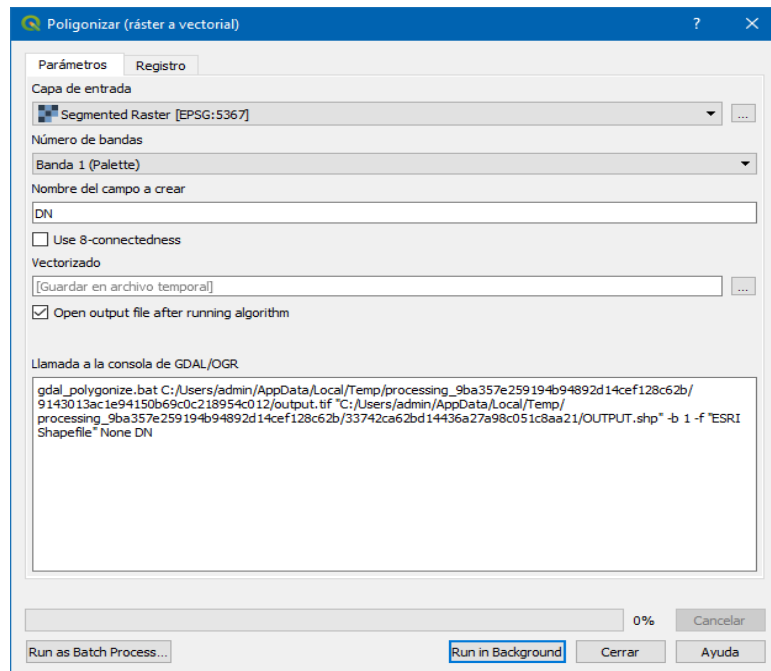 Poligonizar (ráster a vectorial)
Parámetros Registro
Capa de entrada
Segmented Raster [EPSG:5367]
...
Número de bandas
Banda 1 (Palette)
Nombre del campo a crear
DN
Use 8-connectedness
Vectorizado
[Guardar en archivo temporal]
...
Open output file after running algorithm
Llamada a la consola de GDAL/OGR
gdal_polygonize.bat C:/Users/admin/AppData/Local/Temp/processing_9ba357e259194b94892d14cef128c62b/
9143013ac1e94150b69c0c218954c012/output.tif "C:/Users/admin/AppData/Local/Temp/
processing_9ba357e259194b94892d14cef128c62b/33742ca62bd14436a27a98c051c8aa21/OUTPUT.shp" -b 1 -f "ESRI
Shapefile" None DN
0% Cancelar
Run as Batch Process... Run in Background Cerrar Ayuda